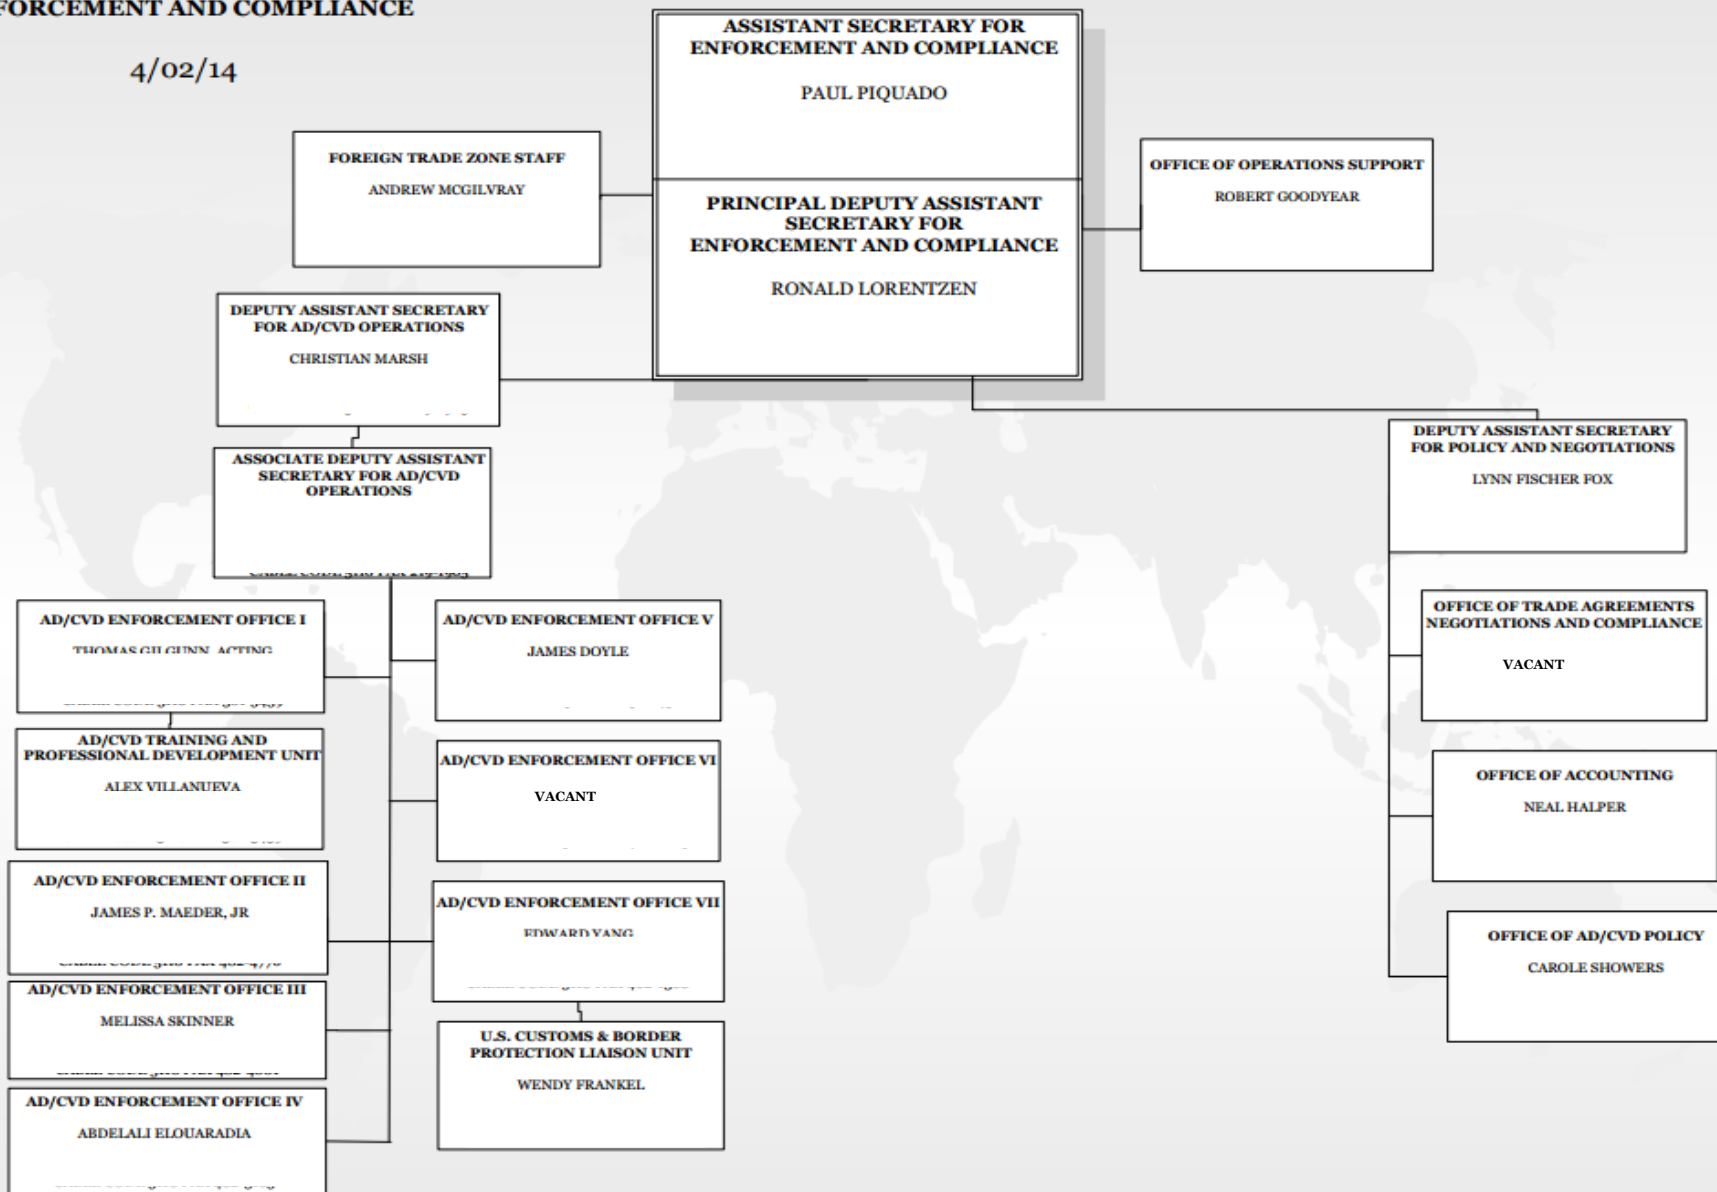 FORCEMENT AND COMPLIANCE
4/02/14
ASSISTANT SECRETARY FOR
ENFORCEMENT AND COMPLIANCE
PAUL PIQUADO
FOREIGN TRADE ZONE STAFF
ANDREW MCGILVRAY
OFFICE OF OPERATIONS SUPPORT
ROBERT GOODYEAR
PRINCIPAL DEPUTY ASSISTANT
SECRETARY FOR
ENFORCEMENT AND COMPLIANCE
RONALD LORENTZEN
DEPUTY ASSISTANT SECRETARY
FOR AD/CVD OPERATIONS
CHRISTIAN MARSH
ASSOCIATE DEPUTY ASSISTANT
SECRETARY FOR AD/CVD
OPERATIONS
DEPUTY ASSISTANT SECRETARY
FOR POLICY AND NEGOTIATIONS
LYNN FISCHER FOX
AD/CVD ENFORCEMENT OFFICE I
THOMAS GILGUNN, ACTING
AD/CVD TRAINING AND
PROFESSIONAL DEVELOPMENT UNIT
ALEX VILLANUEVA
AD/CVD ENFORCEMENT OFFICE II
JAMES P. MAEDER, JR
AD/CVD ENFORCEMENT OFFICE III
MELISSA SKINNER
AD/CVD ENFORCEMENT OFFICE IV
ABDELALI ELOUARADIA
AD/CVD ENFORCEMENT OFFICE V
JAMES DOYLE
AD/CVD ENFORCEMENT OFFICE VI
VACANT
AD/CVD ENFORCEMENT OFFICE VII
EDWARD YANG
U.S. CUSTOMS & BORDER
PROTECTION LIAISON UNIT
WENDY FRANKEL
OFFICE OF TRADE AGREEMENTS
NEGOTIATIONS AND COMPLIANCE
VACANT
OFFICE OF ACCOUNTING
NEAL HALPER
OFFICE OF AD/CVD POLICY
CAROLE SHOWERS